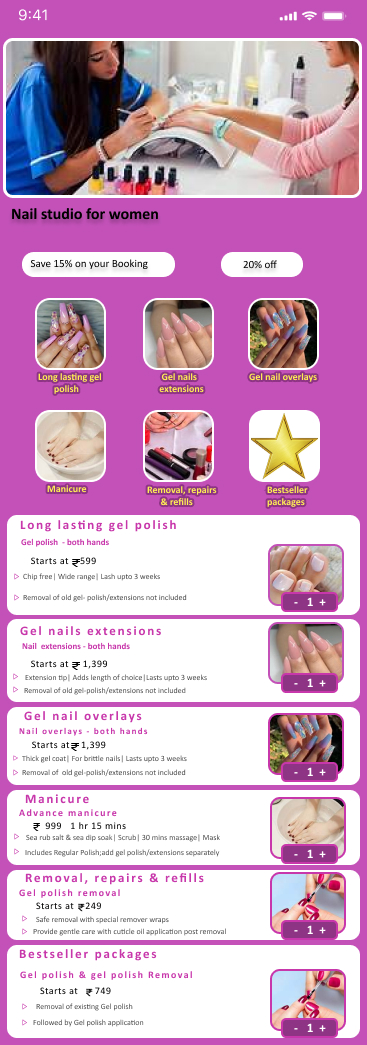 9:41
Nail studio for women
Save 15% on your Booking
20% off
Long lasting gel
polish
Gel nails
extensions
Gel nail overlays
Manicure
Removal, repairs
& refills
Bestseller
packages
Long lasting gel polish
Gel polish - both hands
Starts at ₹599
Chip free| Wide range| Lash upto 3 weeks
Removal of old gel- polish/extensions not included
- 1 +
Gel nails extensions
Nail extensions - both hands
Starts at ₹ 1,399
Extension tip| Adds length of choice|Lasts upto 3 weeks
Removal of old gel-polish/extensions not included
- 1 +
Gel nail overlays
Nail overlays - both hands
Starts at ₹ 1,399
Thick gel coat| For brittle nails| Lasts upto 3 weeks
Removal of old gel-polish/extensions not included
- 1 +
Manicure
Advance manicure
₹ 999 1 hr 15 mins
Sea rub salt & sea dip soak| Scrub| 30 mins massage| Mask
Includes Regular Polish;add gel polish/extensions separately
- 1 +
Removal, repairs & refills
Gel polish removal
Starts at ₹249
Safe removal with special remover wraps
Provide gentle care with cuticle oil application post removal
- 1 +
Bestseller packages
Gel polish & gel polish Removal
Starts at ₹ 749
Removal of existing Gel polish
Followed by Gel polish application
- 1 +